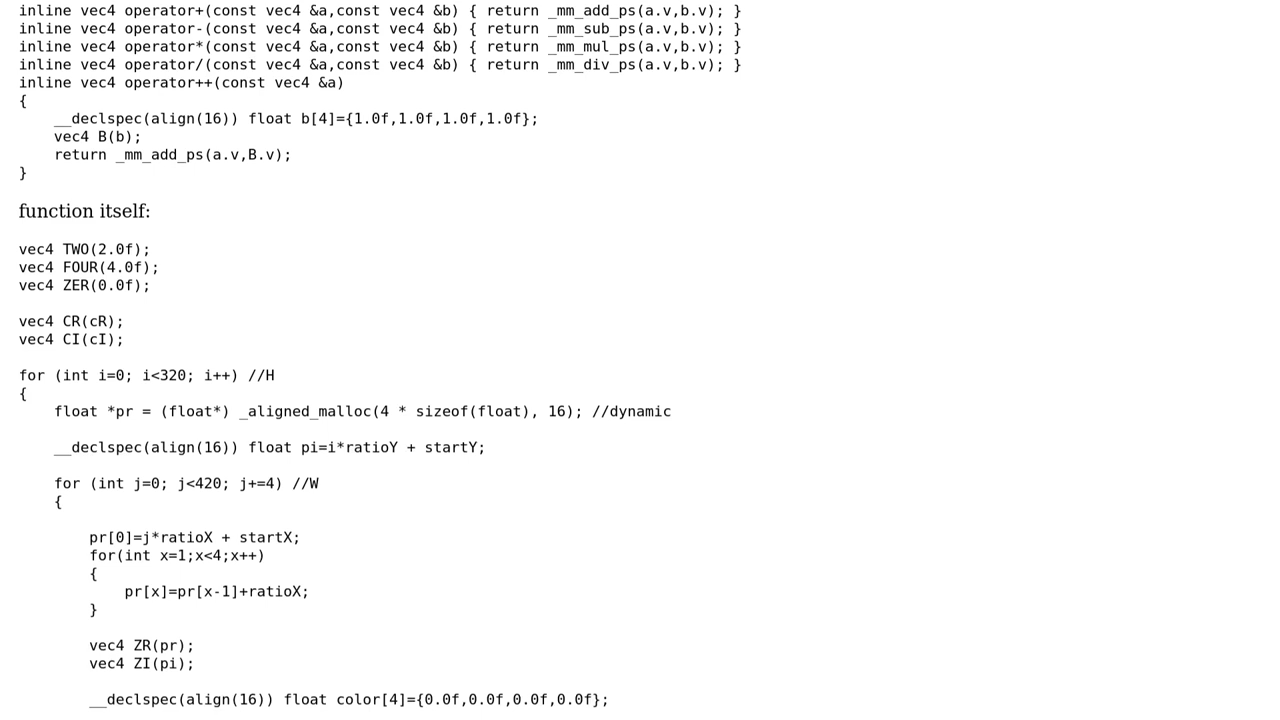 inline vec4 operator+(const vec4 &a,const vec4 &b) { return _mm_add_ps(a.v,b.v); }
inline vec4 operator-(const vec4 &a,const vec4 &b) { return _mm_sub_ps(a.v,b.v); }
inline vec4 operator*(const vec4 &a,const vec4 &b) { return _mm_mul_ps(a.v,b.v); }
inline vec4 operator/(const vec4 &a,const vec4 &b) { return _mm_div_ps(a.v,b.v); }
inline vec4 operator++(const vec4 &a)
{
    __declspec(align(16)) float b[4]={1.0f,1.0f,1.0f,1.0f};
    vec4 B(b);
    return _mm_add_ps(a.v,B.v);
}
function itself:
vec4 TWO(2.0f);
vec4 FOUR(4.0f);
vec4 ZER(0.0f);
vec4 CR(cR);
vec4 CI(cI);
for (int i=0; i<320; i++) //H
{
    float *pr = (float*) _aligned_malloc(4 * sizeof(float), 16); //dynamic
    __declspec(align(16)) float pi=i*ratioY + startY;
    for (int j=0; j<420; j+=4) //W
    {
        pr[0]=j*ratioX + startX;
        for(int x=1;x<4;x++)
        {
            pr[x]=pr[x-1]+ratioX;
        }
        vec4 ZR(pr);
        vec4 ZI(pi);
        __declspec(align(16)) float color[4]={0.0f,0.0f,0.0f,0.0f};